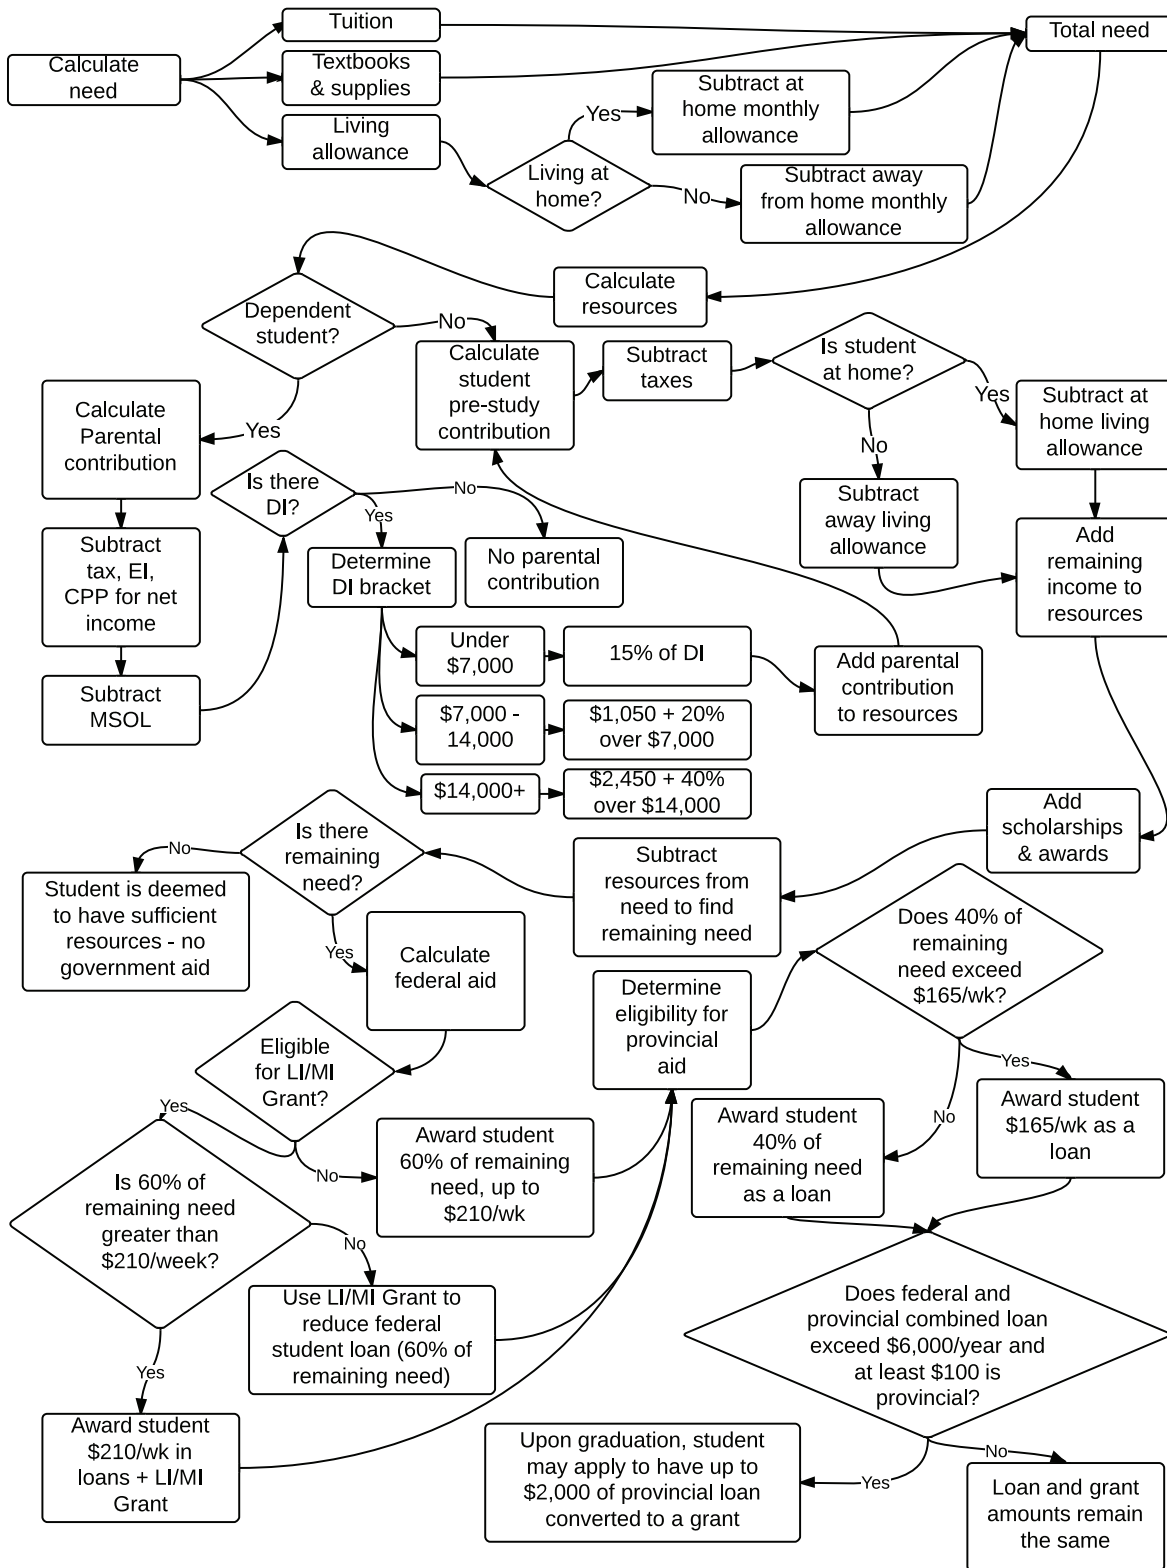 Tuition
Total need
Calculate
need
Textbooks
& supplies
Subtract at
home monthly
allowance
Yes
Living
allowance
Living at
home?
No
Subtract away
from home monthly
allowance
Calculate
resources
Dependent
student?
No
Calculate
student
pre-study
contribution
Subtract
taxes
Is student
at home?
Yes
Subtract at
home living
allowance
No
Calculate
Parental
contribution
Yes
Is there
DI?
No
Yes
Subtract
away living
allowance
Subtract
tax, EI,
CPP for net
income
Determine
DI bracket
No parental
contribution
Add
remaining
income to
resources
Under
$7,000
15% of DI
Add parental
contribution
to resources
Subtract
MSOL
$7,000 -
14,000
$1,050 + 20%
over $7,000
$14,000+
$2,450 + 40%
over $14,000
Add
scholarships
& awards
Is there
remaining
need?
No
Subtract
resources from
need to find
remaining need
Student is deemed
to have sufficient
resources - no
government aid
Yes
Calculate
federal aid
Does 40% of
remaining
need exceed
$165/wk?
Determine
eligibility for
provincial
aid
Eligible
for LI/MI
Grant?
Yes
No
Yes
No
Award student
60% of remaining
need, up to
$210/wk
Award student
40% of
remaining need
as a loan
Award student
$165/wk as a
loan
Is 60% of
remaining need
greater than
$210/week?
No
Use LI/MI Grant to
reduce federal
student loan (60% of
remaining need)
Does federal and
provincial combined loan
exceed $6,000/year and
at least $100 is
provincial?
Yes
Award student
$210/wk in
loans + LI/MI
Grant
Upon graduation, student
may apply to have up to
$2,000 of provincial loan
converted to a grant
Yes
No
Loan and grant
amounts remain
the same